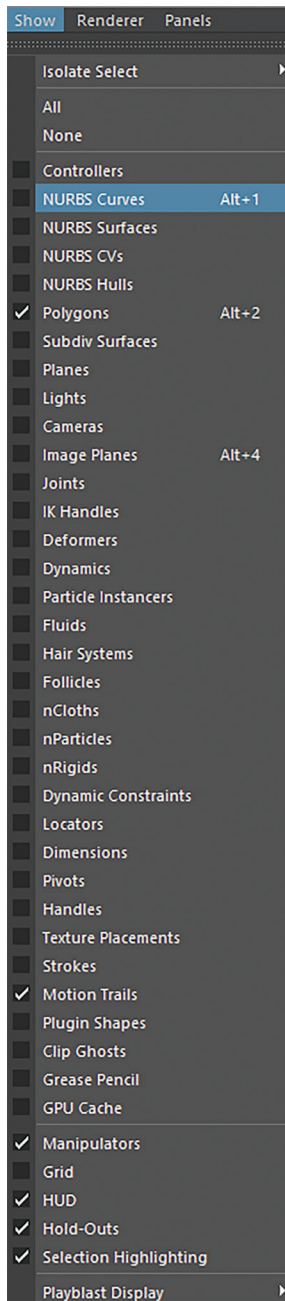 Show Renderer Panels
Isolate Select
All
None
Controllers
NURBS Curves Alt+1
NURBS Surfaces
NURBS CVs
NURBS Hulls
Polygons Alt+2
Subdiv Surfaces
Planes
Lights
Cameras
Image Planes Alt+4
Joints
IK Handles
Deformers
Dynamics
Particle Instancers
Fluids
Hair Systems
Follicles
nCloths
nParticles
nRigids
Dynamic Constraints
Locators
Dimensions
Pivots
Handles
Texture Placements
Strokes
Motion Trails
Plugin Shapes
Clip Ghosts
Grease Pencil
GPU Cache
Manipulators
Grid
HUD
Hold-Outs
Selection Highlighting
Playblast Display